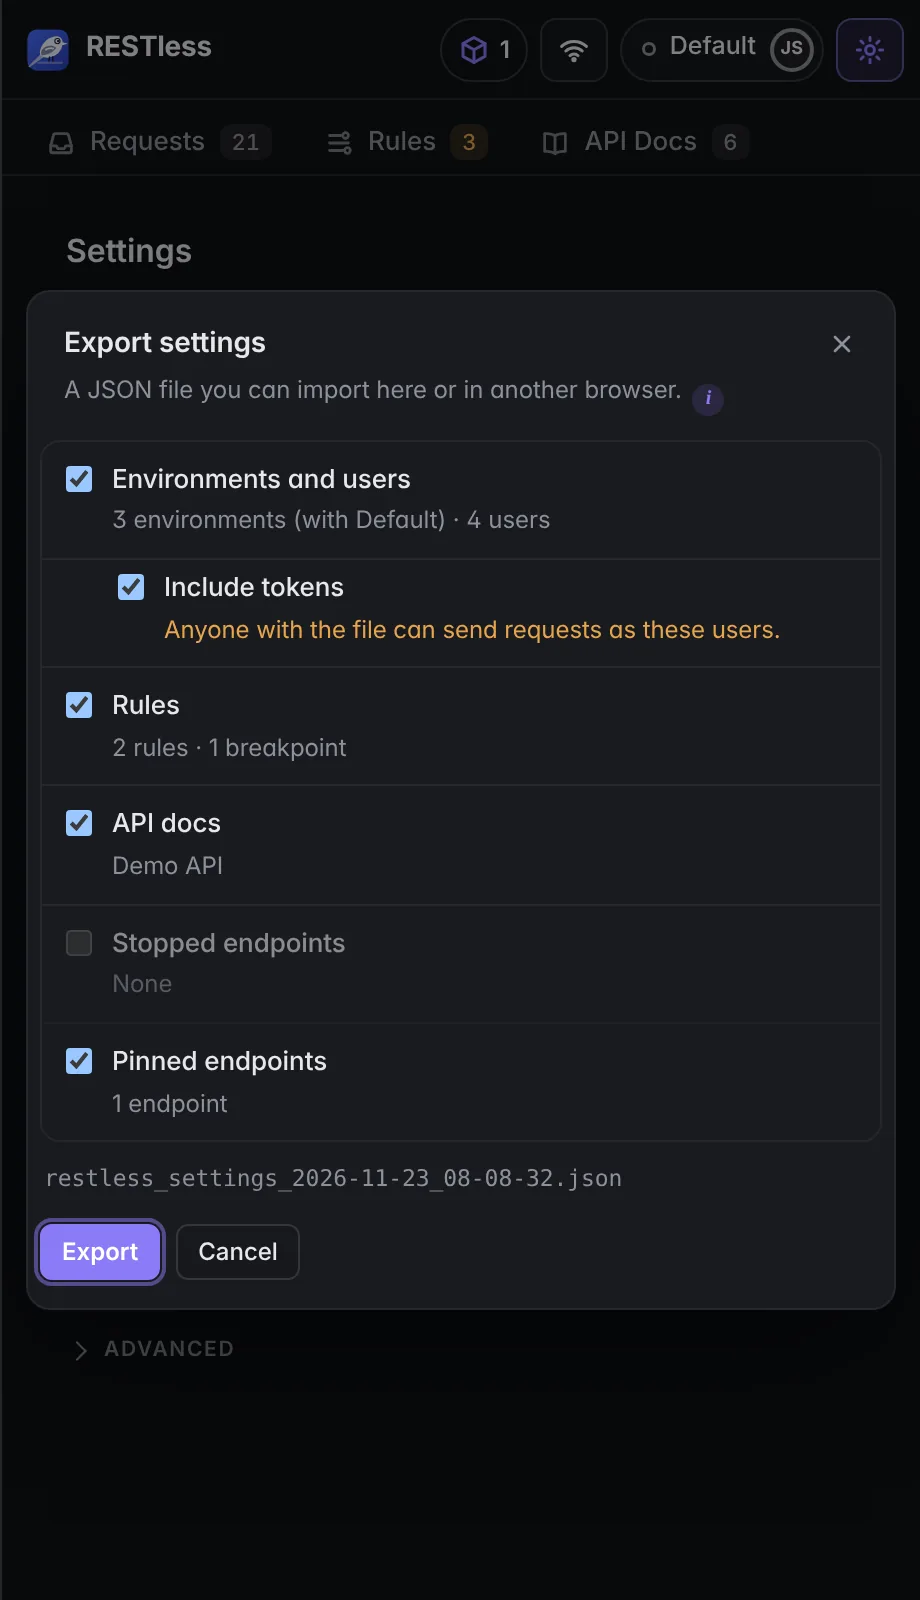 RESTless
1
Default
JS
Requests 21
Rules 3
API Docs 6
Settings
Export settings
A JSON file you can import here or in another browser. i
Environments and users
3 environments (with Default) · 4 users
Include tokens
Anyone with the file can send requests as these users.
Rules
2 rules · 1 breakpoint
API docs
Demo API
Stopped endpoints
None
Pinned endpoints
1 endpoint
restless_settings_2026-11-23_08-08-32.json
Export
Cancel
ADVANCED